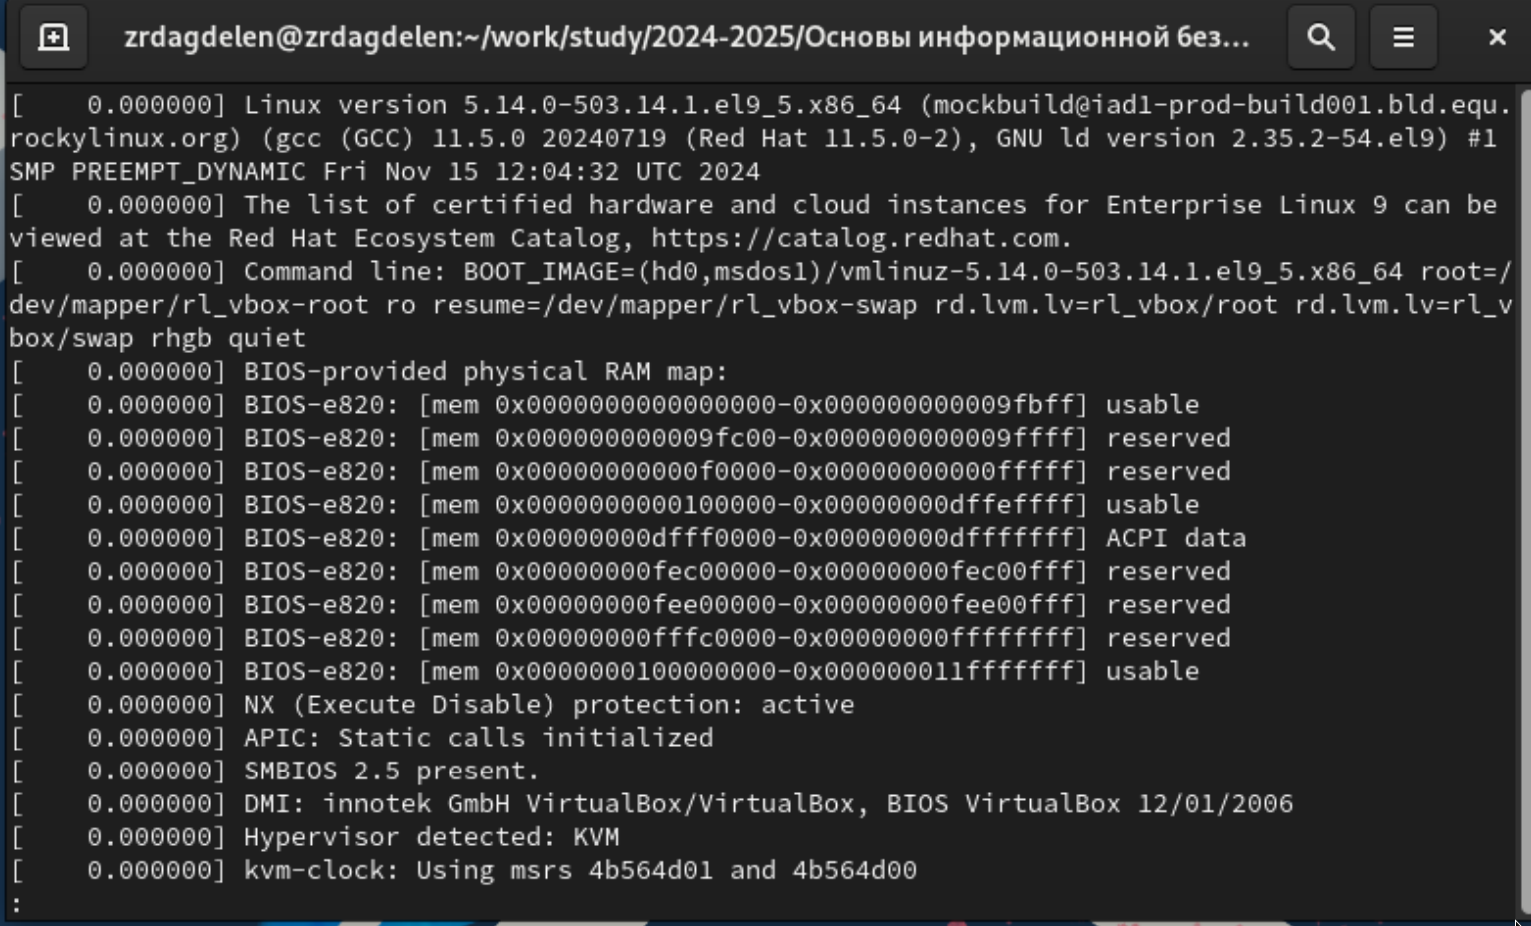 zrdagdelen@zrdagdelen:~/work/study/2024-2025/Основы информационной без...
[    0.000000] Linux version 5.14.0-503.14.1.el9_5.x86_64 (mockbuild@iad1-prod-build001.bld.equ.
rockylinux.org) (gcc (GCC) 11.5.0 20240719 (Red Hat 11.5.0-2), GNU ld version 2.35.2-54.el9) #1
SMP PREEMPT_DYNAMIC Fri Nov 15 12:04:32 UTC 2024
[    0.000000] The list of certified hardware and cloud instances for Enterprise Linux 9 can be
viewed at the Red Hat Ecosystem Catalog, https://catalog.redhat.com.
[    0.000000] Command line: BOOT_IMAGE=(hd0,msdos1)/vmlinuz-5.14.0-503.14.1.el9_5.x86_64 root=/
dev/mapper/rl_vbox-root ro resume=/dev/mapper/rl_vbox-swap rd.lvm.lv=rl_vbox/root rd.lvm.lv=rl_v
box/swap rhgb quiet
[    0.000000] BIOS-provided physical RAM map:
[    0.000000] BIOS-e820: [mem 0x0000000000000000-0x000000000009fbff] usable
[    0.000000] BIOS-e820: [mem 0x000000000009fc00-0x000000000009ffff] reserved
[    0.000000] BIOS-e820: [mem 0x00000000000f0000-0x00000000000fffff] reserved
[    0.000000] BIOS-e820: [mem 0x0000000000100000-0x00000000dffeffff] usable
[    0.000000] BIOS-e820: [mem 0x00000000dfff0000-0x00000000dfffffff] ACPI data
[    0.000000] BIOS-e820: [mem 0x00000000fec00000-0x00000000fec00fff] reserved
[    0.000000] BIOS-e820: [mem 0x00000000fee00000-0x00000000fee00fff] reserved
[    0.000000] BIOS-e820: [mem 0x00000000fffc0000-0x00000000ffffffff] reserved
[    0.000000] BIOS-e820: [mem 0x0000000100000000-0x000000011fffffff] usable
[    0.000000] NX (Execute Disable) protection: active
[    0.000000] APIC: Static calls initialized
[    0.000000] SMBIOS 2.5 present.
[    0.000000] DMI: innotek GmbH VirtualBox/VirtualBox, BIOS VirtualBox 12/01/2006
[    0.000000] Hypervisor detected: KVM
[    0.000000] kvm-clock: Using msrs 4b564d01 and 4b564d00
: